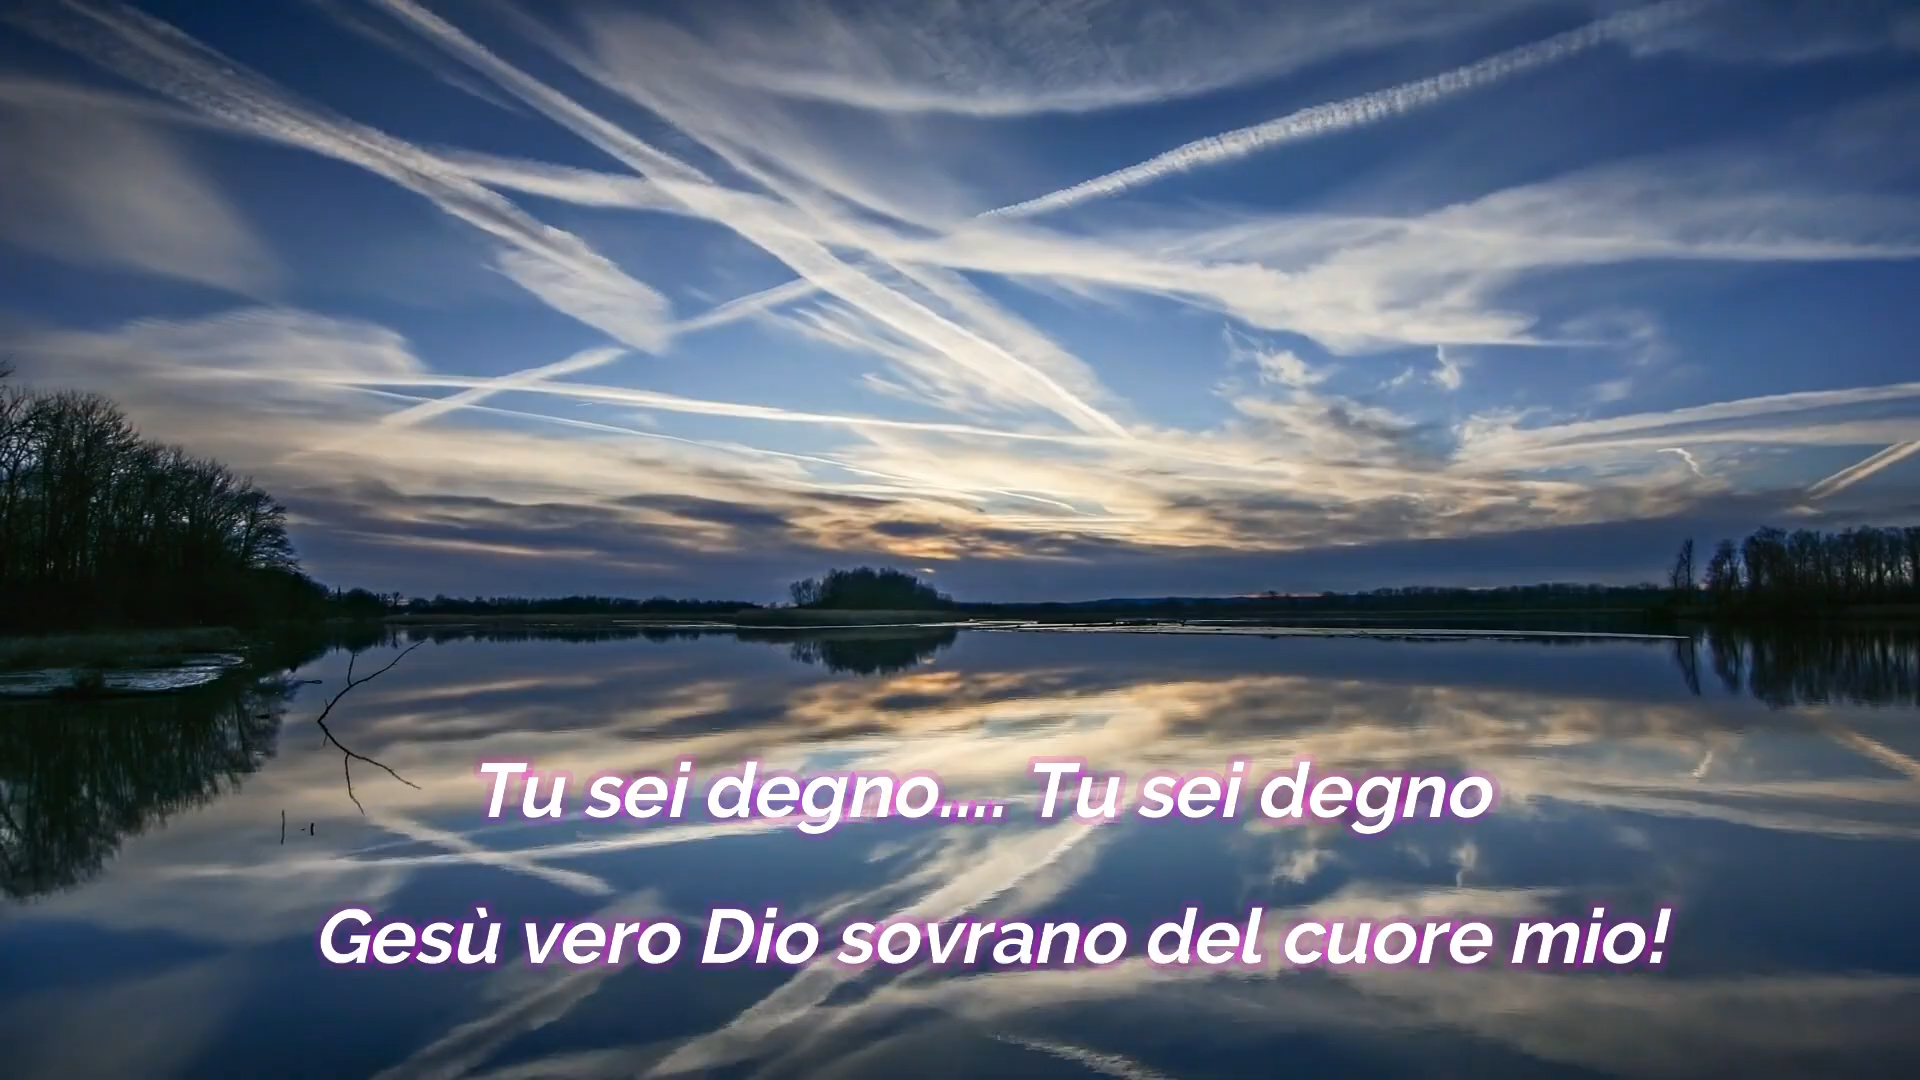 Tu sei degno.... Tu sei degno
Gesù vero Dio sovrano del cuore mio!